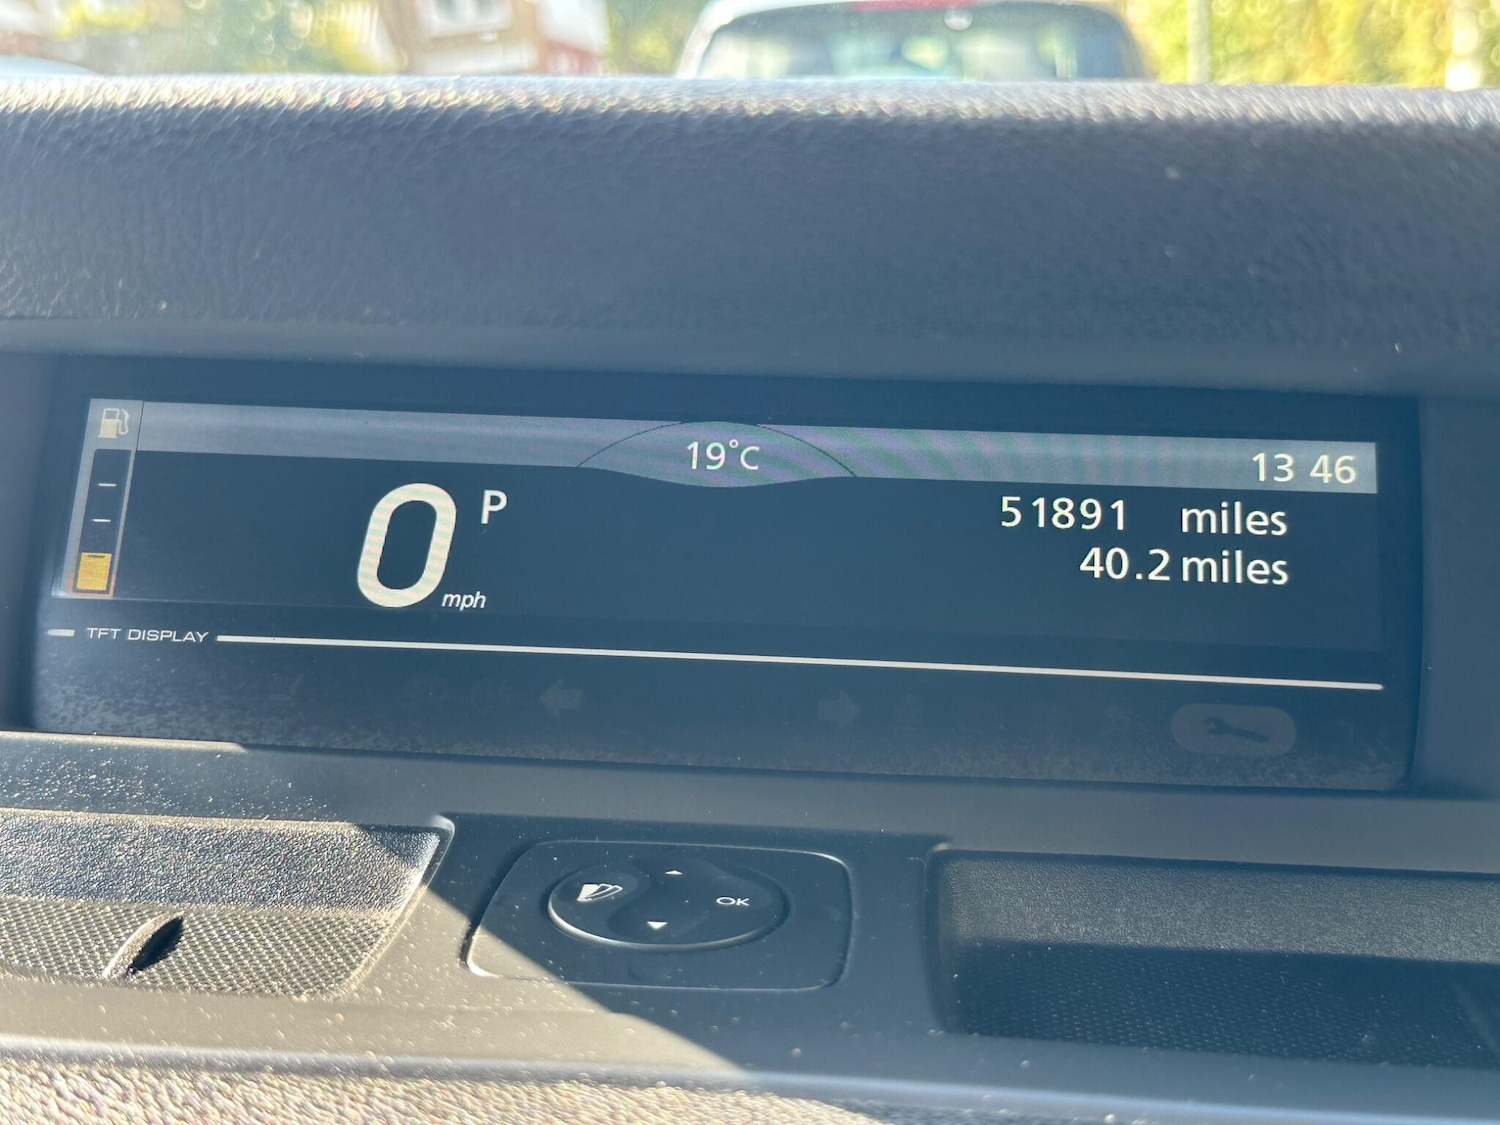 19°C
13 46
0 P
mph
51891 miles
40.2 miles
TFT DISPLAY
OK